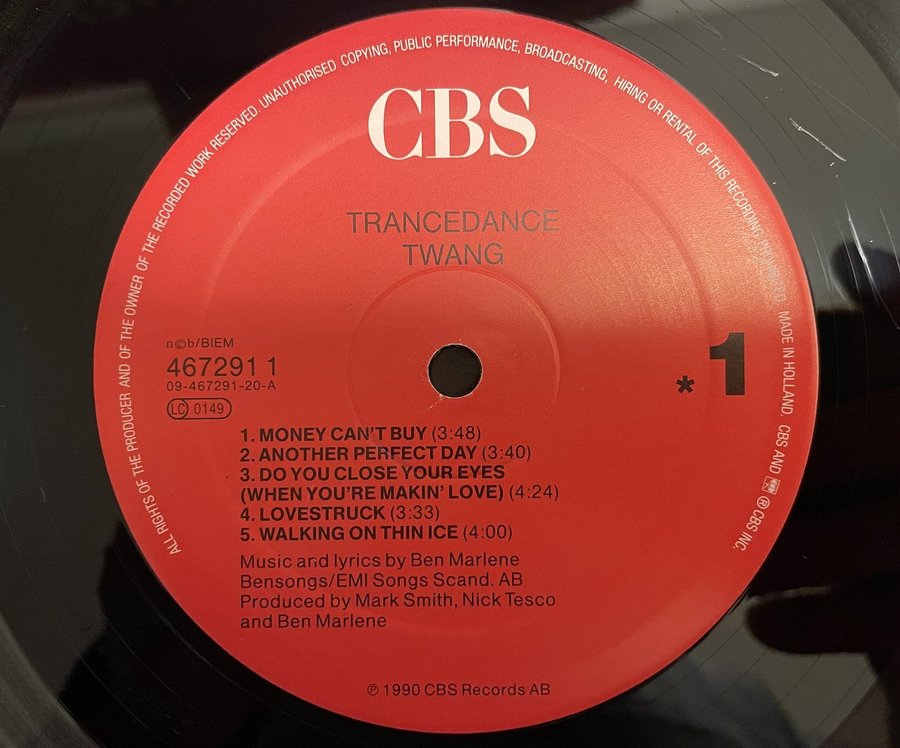 ALL RIGHTS OF THE PRODUCER AND OF THE OWNER OF THE RECORDED WORK RESERVED. UNAUTHORISED COPYING, PUBLIC PERFORMANCE, BROADCASTING, HIRING OR RENTAL OF THIS RECORDING PROHIBITED. MADE IN HOLLAND. CBS AND ℗ CBS INC.
CBS
TRANCEDANCE
TWANG
n©b/BIEM
467291 1
09-467291-20-A
LC 0149
* 1
1. MONEY CAN'T BUY (3:48)
2. ANOTHER PERFECT DAY (3:40)
3. DO YOU CLOSE YOUR EYES
(WHEN YOU'RE MAKIN' LOVE) (4:24)
4. LOVESTRUCK (3:33)
5. WALKING ON THIN ICE (4:00)
Music and lyrics by Ben Marlene
Bensongs/EMI Songs Scand. AB
Produced by Mark Smith, Nick Tesco
and Ben Marlene
℗ 1990 CBS Records AB